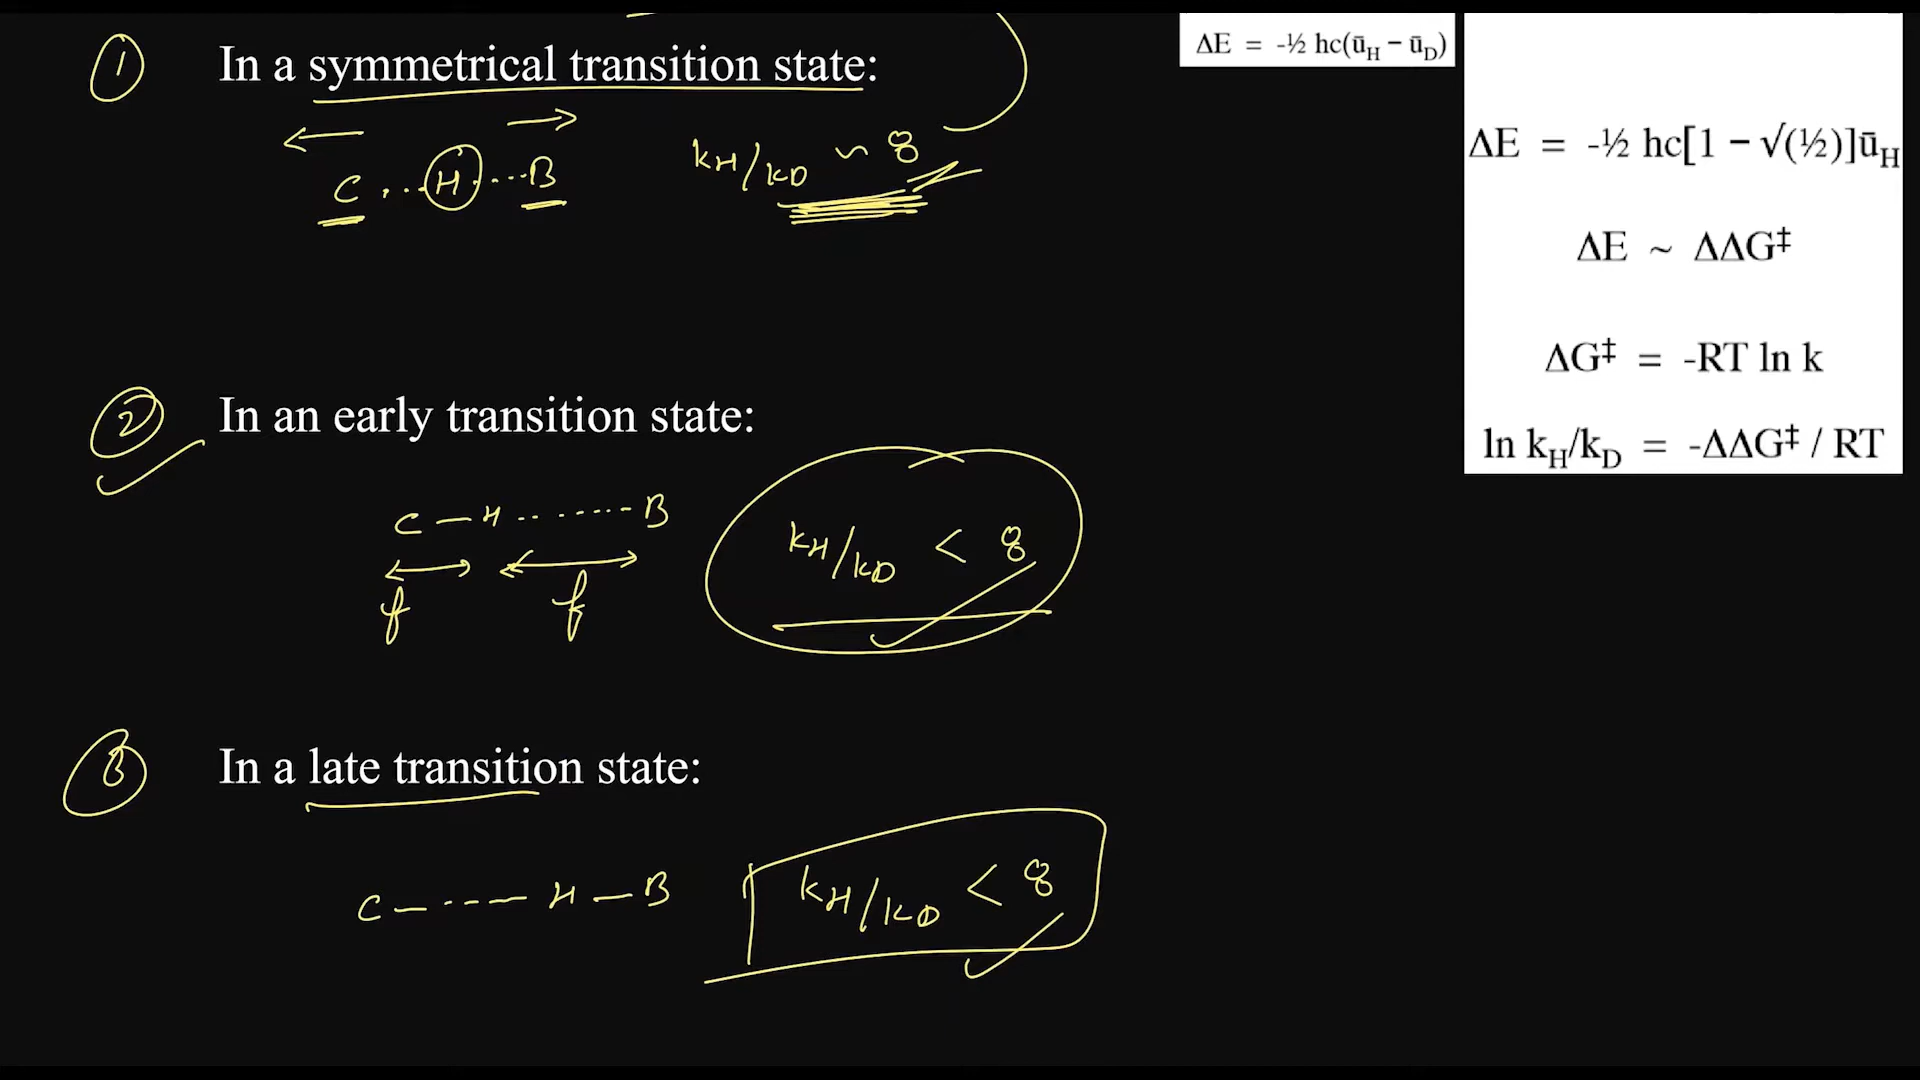 ① In a symmetrical transition state:
C...H...B kH/kD ~ 8
② In an early transition state:
C—H.......B kH/kD < 8
f f
③ In a late transition state:
C—----H—B kH/kD < 8
ΔE = -½ hc(ūH − ūD)
ΔE = -½ hc[1 − √(½)]ūH
ΔE ~ ΔΔG‡
ΔG‡ = -RT ln k
ln kH/kD = -ΔΔG‡ / RT